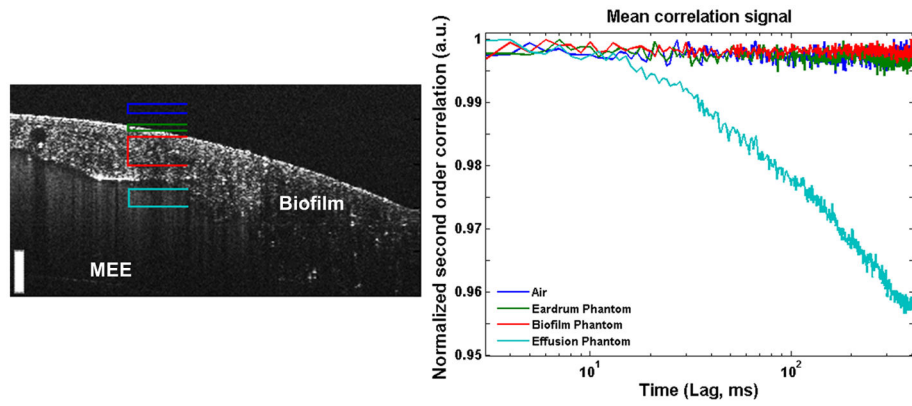 Biofilm
MEE
Mean correlation signal
Normalized second order correlation (a.u.)
1
0.99
0.98
0.97
0.96
0.95
Air
Eardrum Phantom
Biofilm Phantom
Effusion Phantom
10¹
10²
Time (Lag, ms)